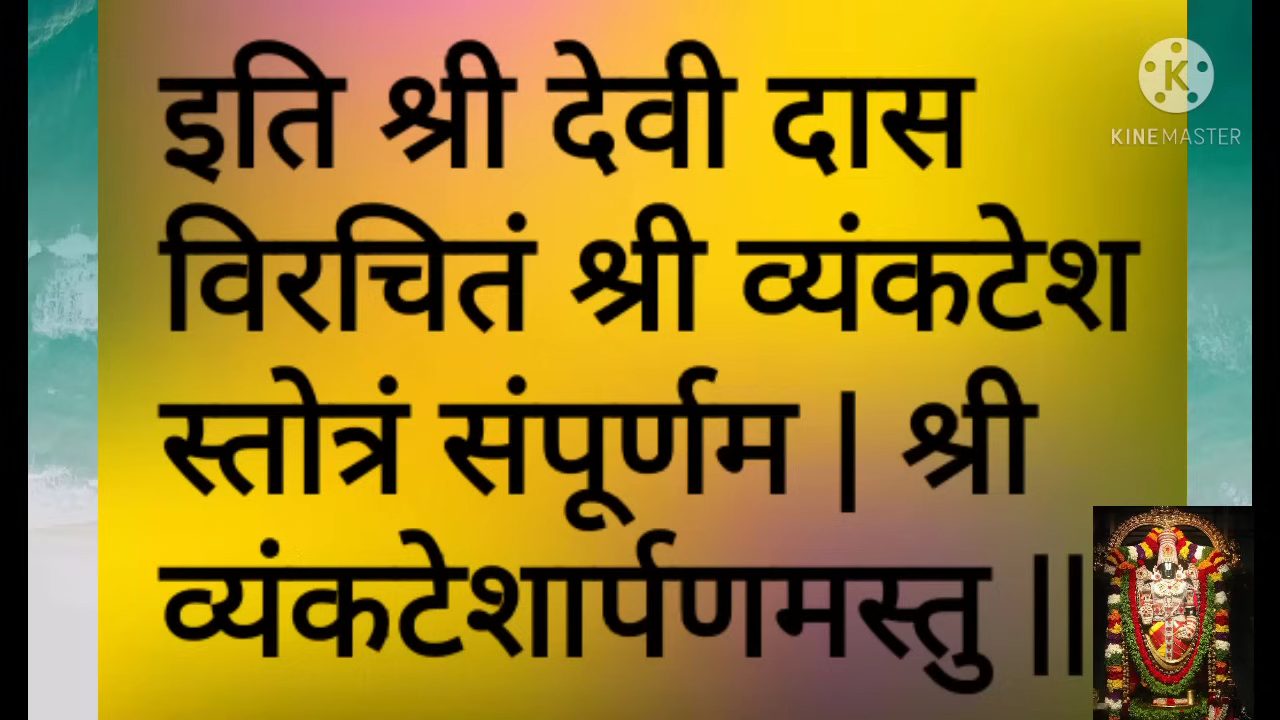 इति श्री देवी दास
विरचितं श्री व्यंकटेश
स्तोत्रं संपूर्णम | श्री
व्यंकटेशार्पणमस्तु ||
KINEMASTER